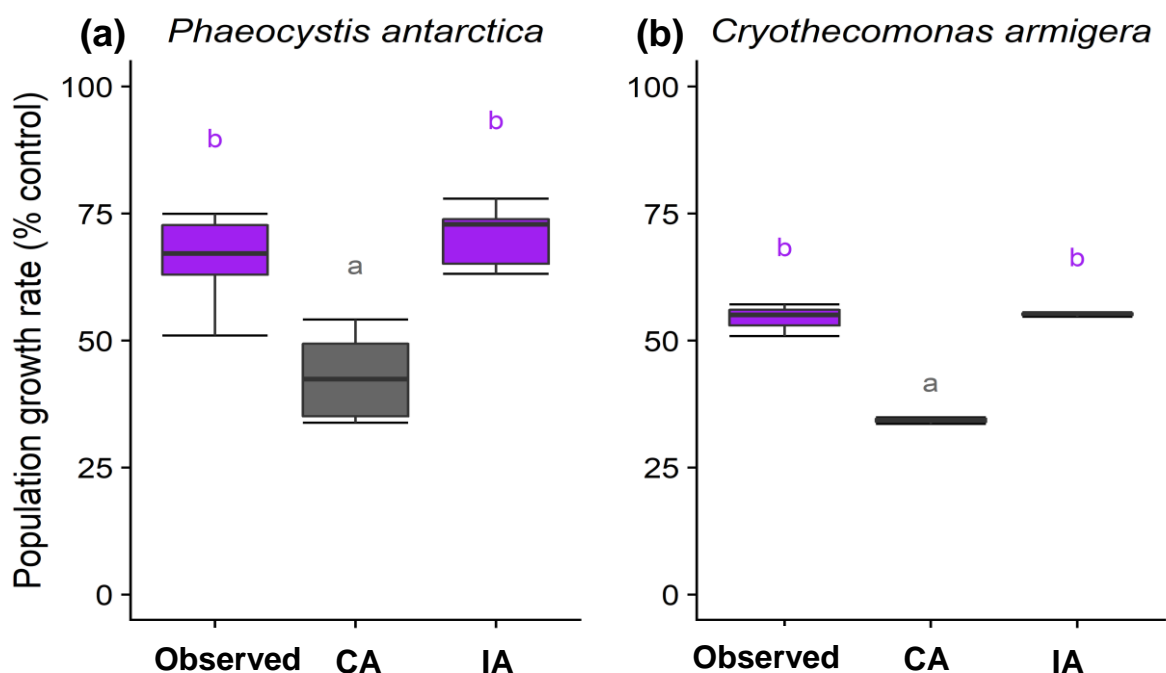 (a) Phaeocystis antarctica
(b) Cryothecomonas armigera
Population growth rate (% control)
100
75
50
25
0
b
a
b
Observed CA IA
100
75
50
25
0
b
a
b
Observed CA IA